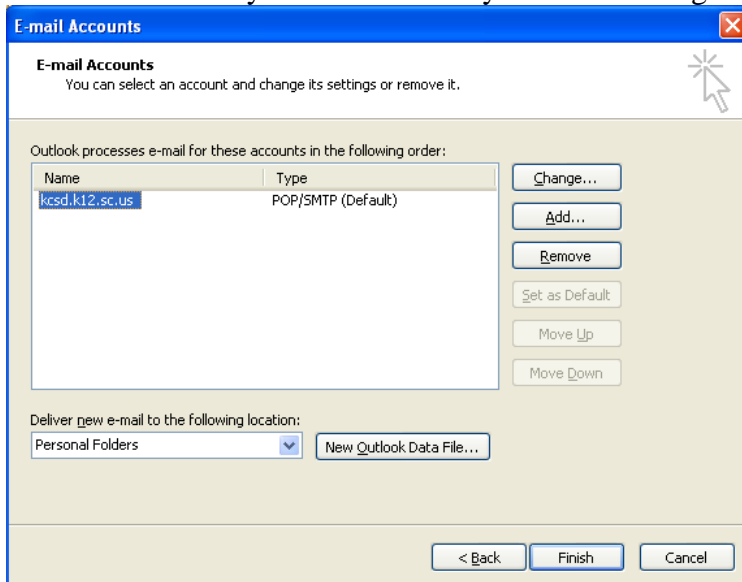 E-mail Accounts
E-mail Accounts
You can select an account and change its settings or remove it.
Outlook processes e-mail for these accounts in the following order:
Name Type
kcsd.k12.sc.us POP/SMTP (Default)
Change...
Add...
Remove
Set as Default
Move Up
Move Down
Deliver new e-mail to the following location:
Personal Folders New Outlook Data File...
< Back Finish Cancel